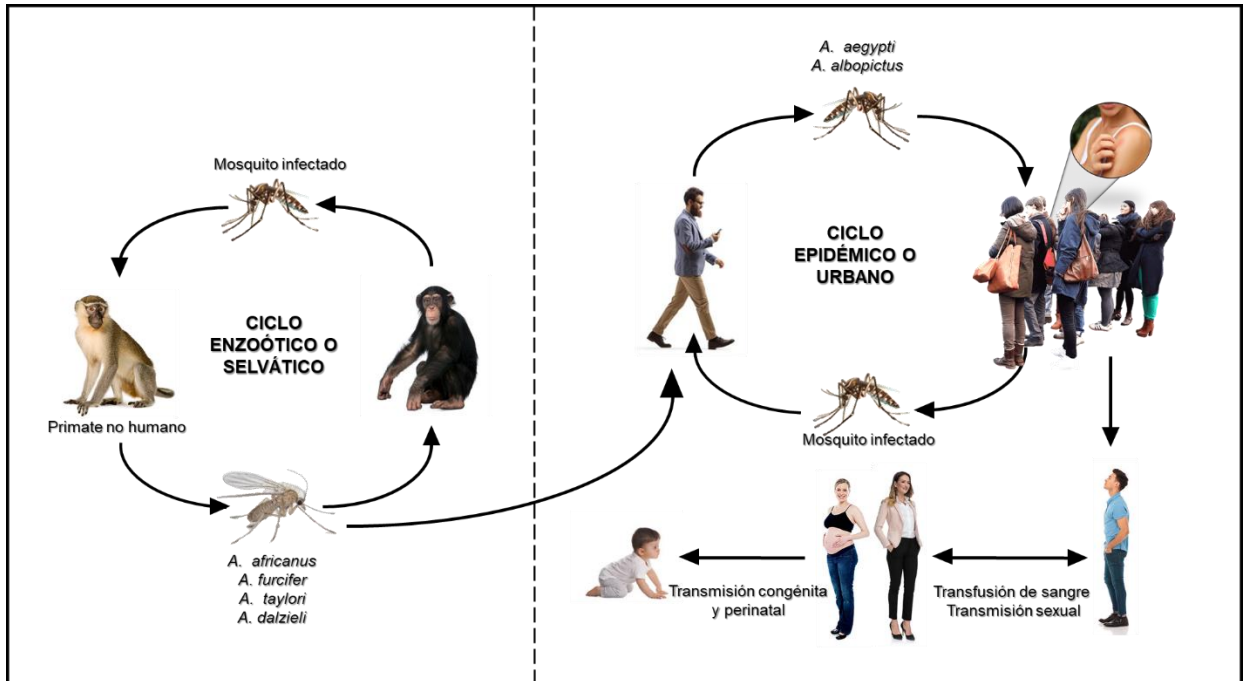 Mosquito infectado
CICLO
ENZOÓTICO O
SELVÁTICO
Primate no humano
A. africanus
A. furcifer
A. taylori
A. dalzieli
A. aegypti
A. albopictus
CICLO
EPIDÉMICO O
URBANO
Mosquito infectado
Transmisión congénita
y perinatal
Transfusión de sangre
Transmisión sexual